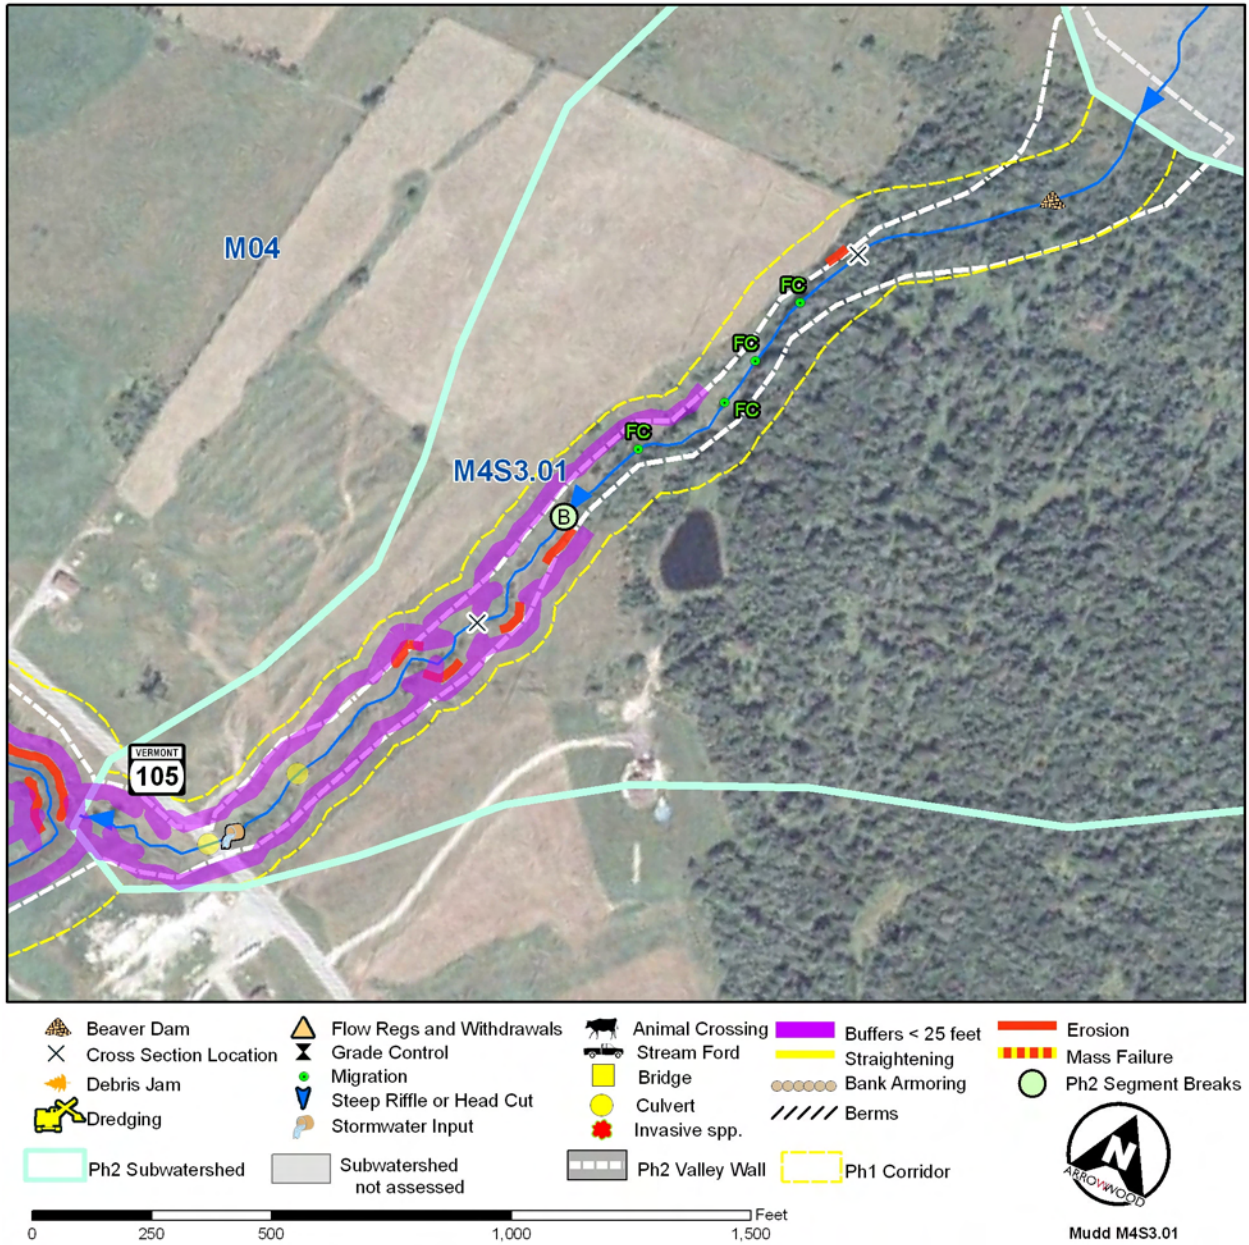 M04
FC
FC
FC
FC
M4S3.01
B
VERMONT
105
Beaver Dam
Cross Section Location
Debris Jam
Dredging
Flow Regs and Withdrawals
Grade Control
Migration
Steep Riffle or Head Cut
Stormwater Input
Animal Crossing
Stream Ford
Bridge
Culvert
Invasive spp.
Buffers < 25 feet
Straightening
Bank Armoring
Berms
Erosion
Mass Failure
Ph2 Segment Breaks
Ph2 Subwatershed
Subwatershed
not assessed
Ph2 Valley Wall
Ph1 Corridor
N
ARROWWOOD
Feet
0 250 500 1,000 1,500
Mudd M4S3.01